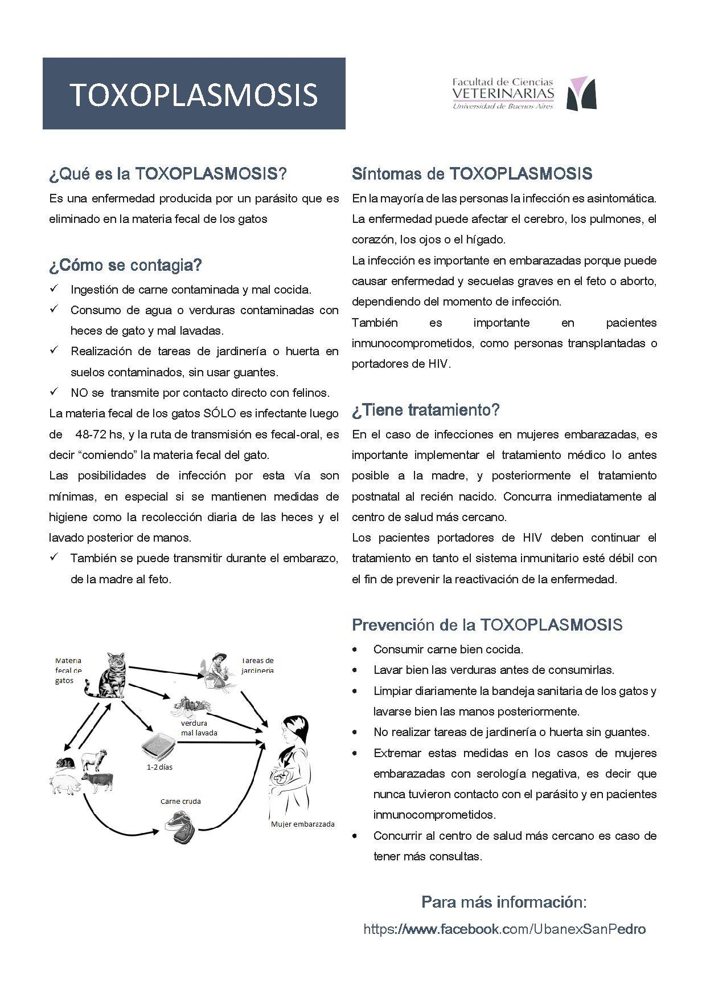 TOXOPLASMOSIS
Facultad de Ciencias
VETERINARIAS
Universidad de Buenos Aires
¿Qué es la TOXOPLASMOSIS?
Es una enfermedad producida por un parásito que es
eliminado en la materia fecal de los gatos
¿Cómo se contagia?
✓ Ingestión de carne contaminada y mal cocida.
✓ Consumo de agua o verduras contaminadas con
heces de gato y mal lavadas.
✓ Realización de tareas de jardinería o huerta en
suelos contaminados, sin usar guantes.
✓ NO se transmite por contacto directo con felinos.
La materia fecal de los gatos SÓLO es infectante luego
de 48-72 hs, y la ruta de transmisión es fecal-oral, es
decir “comiendo” la materia fecal del gato.
Las posibilidades de infección por esta vía son
mínimas, en especial si se mantienen medidas de
higiene como la recolección diaria de las heces y el
lavado posterior de manos.
✓ También se puede transmitir durante el embarazo,
de la madre al feto.
Materia
fecal de
gatos
Tareas de
jardinería
verdura
mal lavada
1-2 días
Carne cruda
Mujer embarazada
Síntomas de TOXOPLASMOSIS
En la mayoría de las personas la infección es asintomática.
La enfermedad puede afectar el cerebro, los pulmones, el
corazón, los ojos o el hígado.
La infección es importante en embarazadas porque puede
causar enfermedad y secuelas graves en el feto o aborto,
dependiendo del momento de infección.
También es importante en pacientes
inmunocomprometidos, como personas transplantadas o
portadores de HIV.
¿Tiene tratamiento?
En el caso de infecciones en mujeres embarazadas, es
importante implementar el tratamiento médico lo antes
posible a la madre, y posteriormente el tratamiento
postnatal al recién nacido. Concurra inmediatamente al
centro de salud más cercano.
Los pacientes portadores de HIV deben continuar el
tratamiento en tanto el sistema inmunitario esté débil con
el fin de prevenir la reactivación de la enfermedad.
Prevención de la TOXOPLASMOSIS
• Consumir carne bien cocida.
• Lavar bien las verduras antes de consumirlas.
• Limpiar diariamente la bandeja sanitaria de los gatos y
lavarse bien las manos posteriormente.
• No realizar tareas de jardinería o huerta sin guantes.
• Extremar estas medidas en los casos de mujeres
embarazadas con serología negativa, es decir que
nunca tuvieron contacto con el parásito y en pacientes
inmunocomprometidos.
• Concurrir al centro de salud más cercano es caso de
tener más consultas.
Para más información:
https://www.facebook.com/UbanexSanPedro